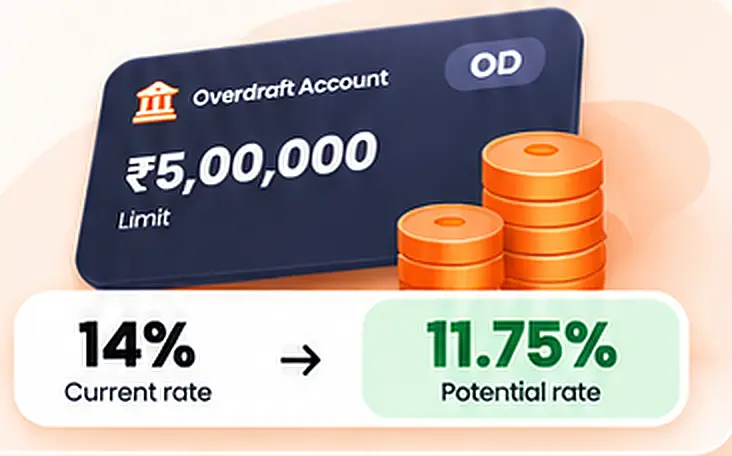 Overdraft Account
OD
₹5,00,000
Limit
14%
Current rate
→
11.75%
Potential rate